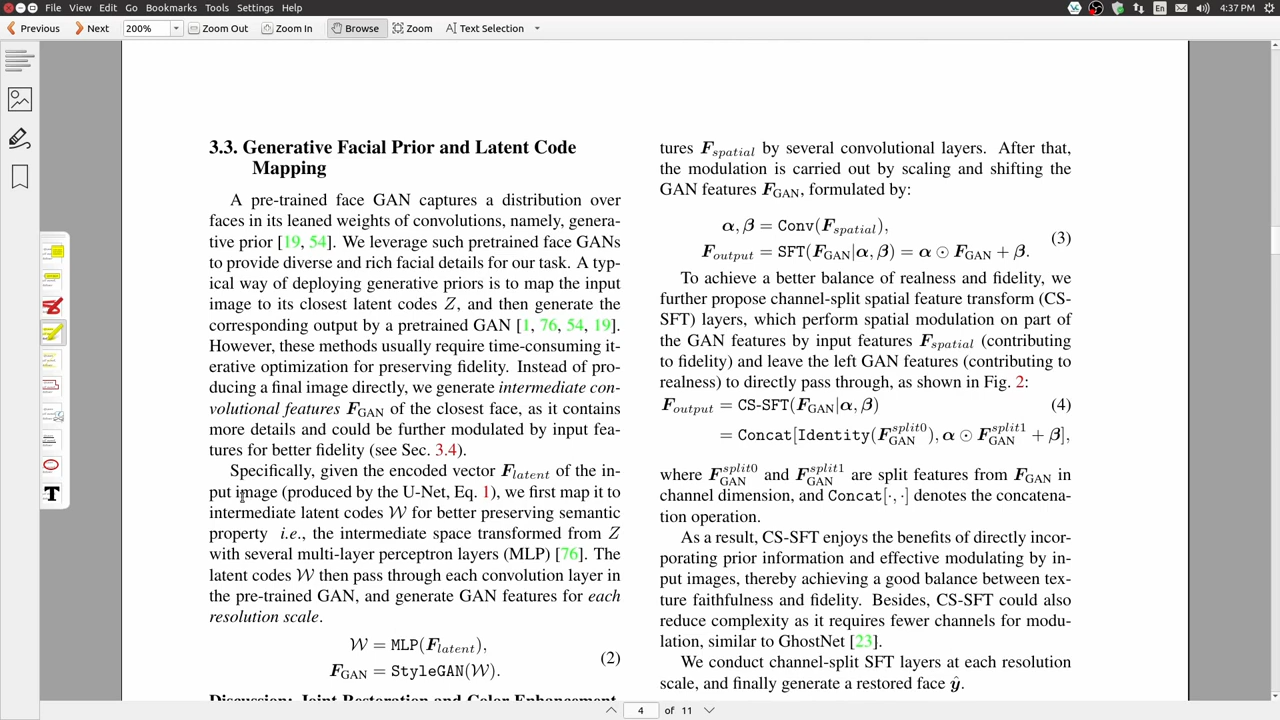 File Edit View Go Bookmarks Tools Settings Help
En
4:37 PM
Previous Next 200% Zoom Out Zoom In Browse Zoom Text Selection
3.3. Generative Facial Prior and Latent Code
Mapping
A pre-trained face GAN captures a distribution over
faces in its leaned weights of convolutions, namely, genera-
tive prior [19, 54]. We leverage such pretrained face GANs
to provide diverse and rich facial details for our task. A typ-
ical way of deploying generative priors is to map the input
image to its closest latent codes Z, and then generate the
corresponding output by a pretrained GAN [1, 76, 54, 19].
However, these methods usually require time-consuming it-
erative optimization for preserving fidelity. Instead of pro-
ducing a final image directly, we generate intermediate con-
volutional features F_GAN of the closest face, as it contains
more details and could be further modulated by input fea-
tures for better fidelity (see Sec. 3.4).
Specifically, given the encoded vector F_latent of the in-
put image (produced by the U-Net, Eq. 1), we first map it to
intermediate latent codes W for better preserving semantic
property i.e., the intermediate space transformed from Z
with several multi-layer perceptron layers (MLP) [76]. The
latent codes W then pass through each convolution layer in
the pre-trained GAN, and generate GAN features for each
resolution scale.
W = MLP(F_latent),
F_GAN = StyleGAN(W).
(2)
Discussion: Joint Restoration and Color Enhancement
tures F_spatial by several convolutional layers. After that,
the modulation is carried out by scaling and shifting the
GAN features F_GAN, formulated by:
α, β = Conv(F_spatial),
F_output = SFT(F_GAN|α, β) = α ⊙ F_GAN + β.
(3)
To achieve a better balance of realness and fidelity, we
further propose channel-split spatial feature transform (CS-
SFT) layers, which perform spatial modulation on part of
the GAN features by input features F_spatial (contributing
to fidelity) and leave the left GAN features (contributing to
realness) to directly pass through, as shown in Fig. 2:
F_output = CS-SFT(F_GAN|α, β) (4)
= Concat[Identity(F_GAN^split0), α ⊙ F_GAN^split1 + β],
where F_GAN^split0 and F_GAN^split1 are split features from F_GAN in
channel dimension, and Concat[·, ·] denotes the concatena-
tion operation.
As a result, CS-SFT enjoys the benefits of directly incor-
porating prior information and effective modulating by in-
put images, thereby achieving a good balance between tex-
ture faithfulness and fidelity. Besides, CS-SFT could also
reduce complexity as it requires fewer channels for modu-
lation, similar to GhostNet [23].
We conduct channel-split SFT layers at each resolution
scale, and finally generate a restored face ŷ.
T
4 of 11